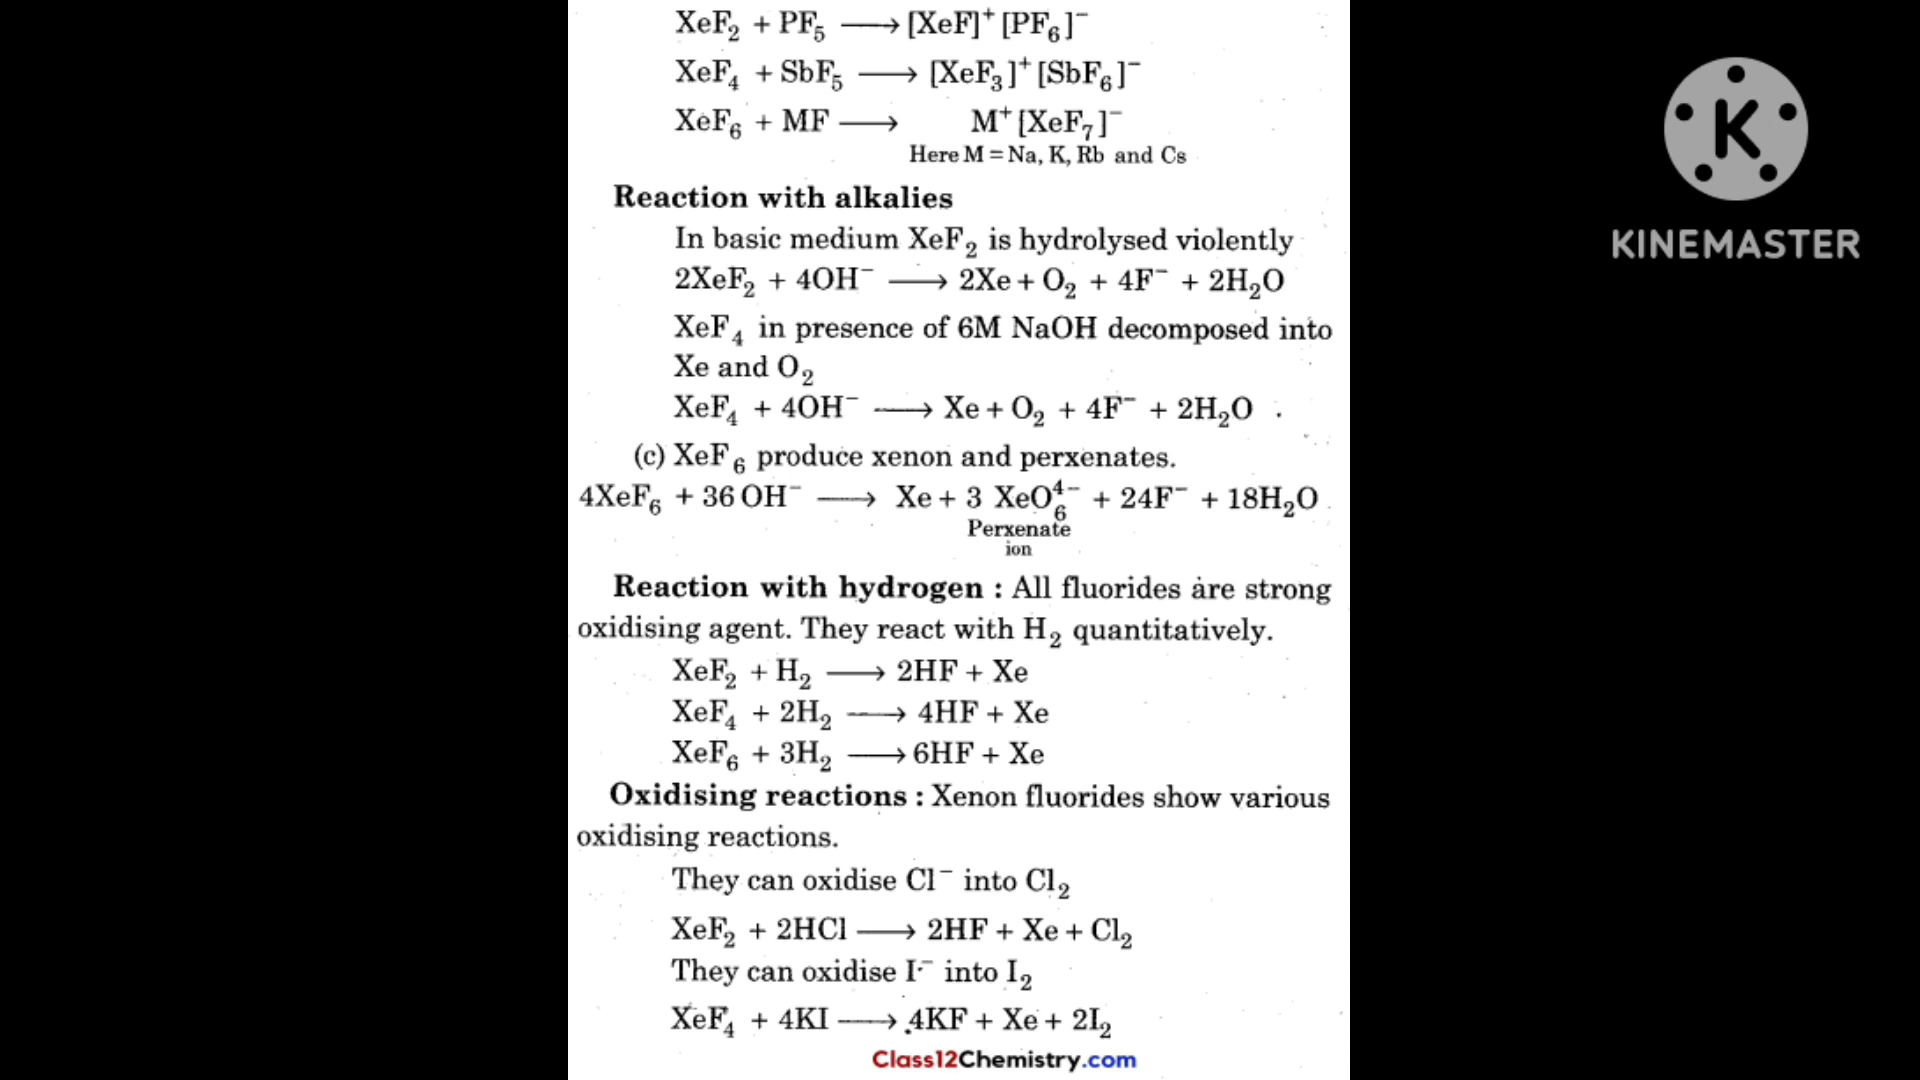 XeF₂ + PF₅ ⟶ [XeF]⁺ [PF₆]⁻
XeF₄ + SbF₅ ⟶ [XeF₃]⁺ [SbF₆]⁻
XeF₆ + MF ⟶ M⁺ [XeF₇]⁻
Here M = Na, K, Rb and Cs
Reaction with alkalies
In basic medium XeF₂ is hydrolysed violently
2XeF₂ + 4OH⁻ ⟶ 2Xe + O₂ + 4F⁻ + 2H₂O
XeF₄ in presence of 6M NaOH decomposed into
Xe and O₂
XeF₄ + 4OH⁻ ⟶ Xe + O₂ + 4F⁻ + 2H₂O .
(c) XeF₆ produce xenon and perxenates.
4XeF₆ + 36 OH⁻ ⟶ Xe + 3 XeO₆⁴⁻ + 24F⁻ + 18H₂O
Perxenate
ion
Reaction with hydrogen : All fluorides are strong
oxidising agent. They react with H₂ quantitatively.
XeF₂ + H₂ ⟶ 2HF + Xe
XeF₄ + 2H₂ ⟶ 4HF + Xe
XeF₆ + 3H₂ ⟶ 6HF + Xe
Oxidising reactions : Xenon fluorides show various
oxidising reactions.
They can oxidise Cl⁻ into Cl₂
XeF₂ + 2HCl ⟶ 2HF + Xe + Cl₂
They can oxidise I⁻ into I₂
XeF₄ + 4KI ⟶ 4KF + Xe + 2I₂
Class12Chemistry.com
K
KINEMASTER